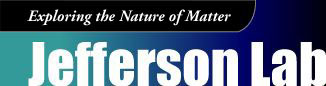 Exploring the Nature of Matter
Jefferson Lab